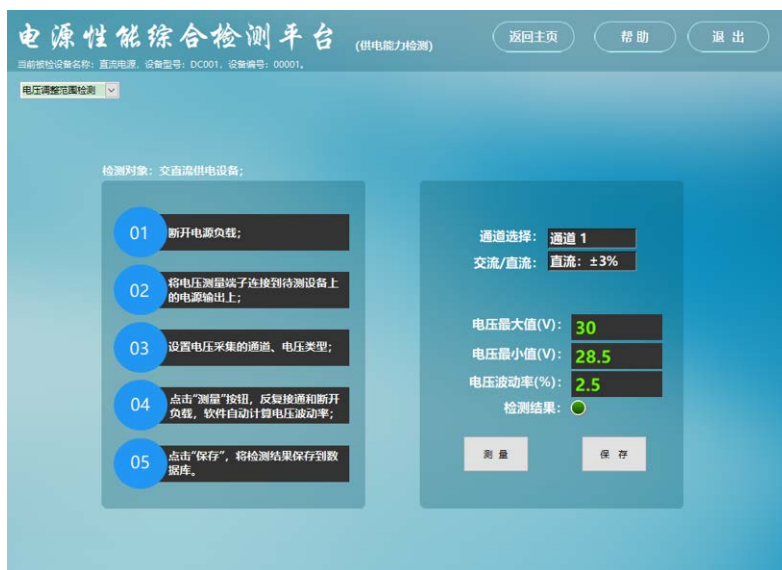 电源性能综合检测平台
(供电能力检测)
返回主页
帮 助
退 出
当前被检设备名称：直流电源，设备型号：DC001，设备编号：00001。
电压调整范围检测
检测对象：交直流供电设备;
01
断开电源负载;
02
将电压测量端子连接到待测设备上
的电源输出上;
03
设置电压采集的通道、电压类型;
04
点击“测量”按钮，反复接通和断开
负载，软件自动计算电压波动率;
05
点击“保存”，将检测结果保存到数
据库。
通道选择：
通道 1
交流/直流：
直流：±3%
电压最大值(V)：
30
电压最小值(V)：
28.5
电压波动率(%)：
2.5
检测结果：
测 量
保 存